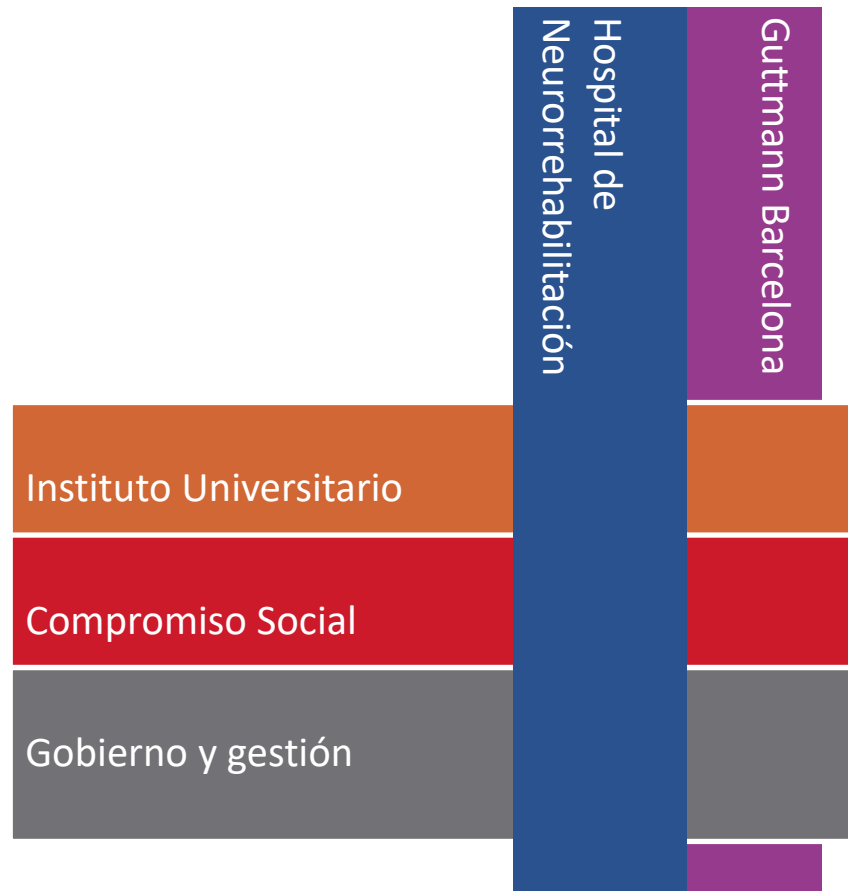 Hospital de
Neurorrehabilitación
Guttmann Barcelona
Instituto Universitario
Compromiso Social
Gobierno y gestión